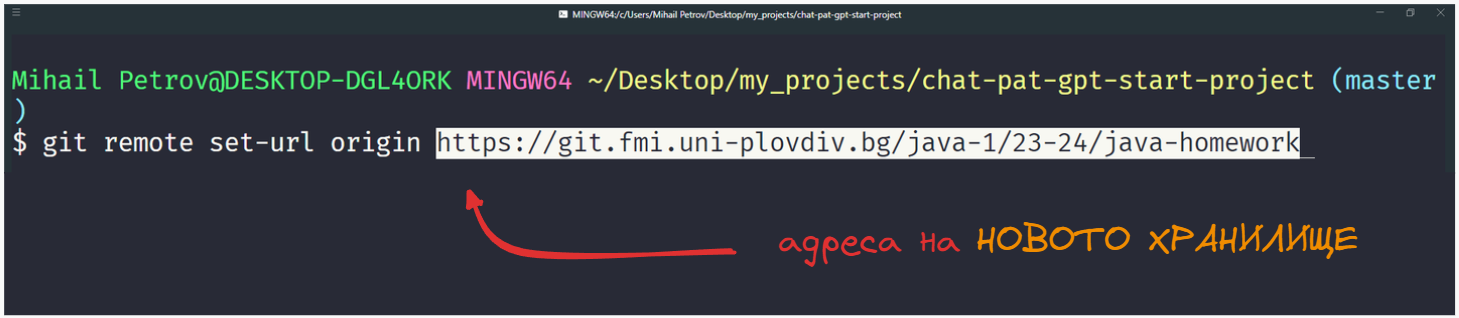 MINGW64:/c/Users/Mihail Petrov/Desktop/my_projects/chat-pat-gpt-start-project
Mihail Petrov@DESKTOP-DGL4ORK MINGW64 ~/Desktop/my_projects/chat-pat-gpt-start-project (master
)
$ git remote set-url origin https://git.fmi.uni-plovdiv.bg/java-1/23-24/java-homework
адреса на НОВОТО ХРАНИЛИЩЕ